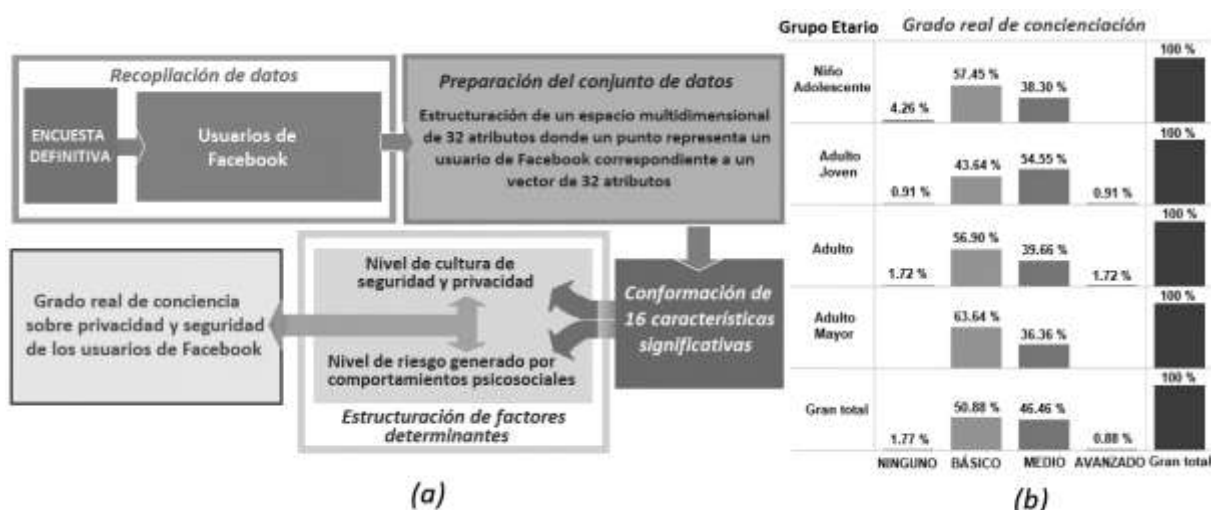 Recopilación de datos
ENCUESTA
DEFINITIVA
Usuarios de
Facebook
Preparación del conjunto de datos
Estructuración de un espacio multidimensional
de 32 atributos donde un punto representa un
usuario de Facebook correspondiente a un
vector de 32 atributos
Conformación de
16 características
significativas
Nivel de cultura de
seguridad y privacidad
Nivel de riesgo generado por
comportamientos psicosociales
Estructuración de factores
determinantes
Grado real de conciencia
sobre privacidad y seguridad
de los usuarios de Facebook
(a)
Grupo Etario Grado real de concienciación
Niño
Adolescente
4.26 % 57.45 % 38.30 % 100 %
Adulto
Joven
0.91 % 43.64 % 54.55 % 0.91 % 100 %
Adulto
1.72 % 56.90 % 39.66 % 1.72 % 100 %
Adulto
Mayor
63.64 % 36.36 % 100 %
Gran total
1.77 % 50.88 % 46.46 % 0.88 % 100 %
NINGUNO BÁSICO MEDIO AVANZADO Gran total
(b)